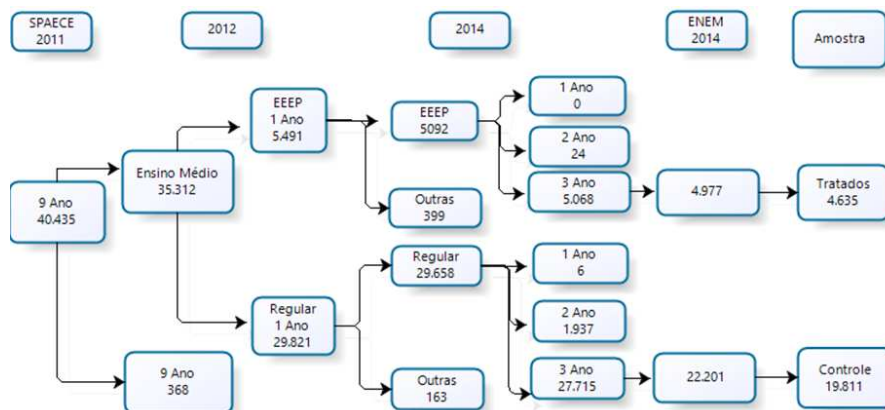 SPAECE
2011
2012
2014
ENEM
2014
Amostra
9 Ano
40.435
Ensino Médio
35.312
9 Ano
368
EEEP
1 Ano
5.491
Regular
1 Ano
29.821
EEEP
5092
Outras
399
Regular
29.658
Outras
163
1 Ano
0
2 Ano
24
3 Ano
5.068
1 Ano
6
2 Ano
1.937
3 Ano
27.715
4.977
22.201
Tratados
4.635
Controle
19.811